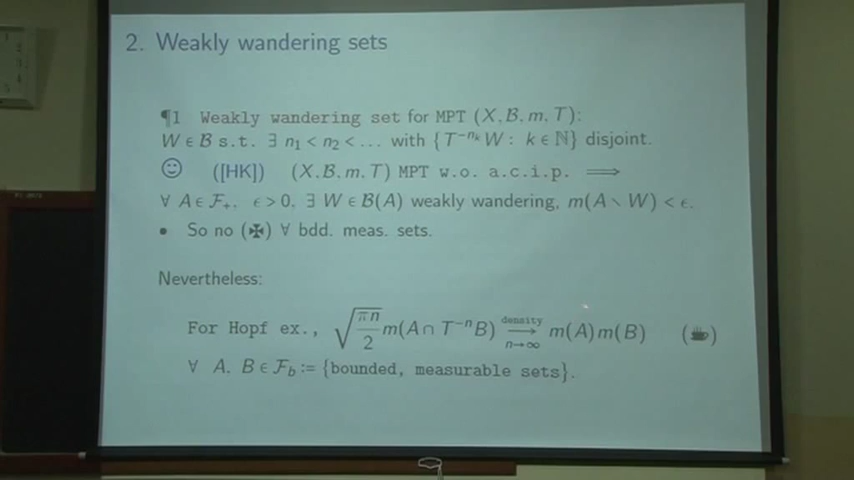 2. Weakly wandering sets
¶1 Weakly wandering set for MPT (X, B, m, T):
W ∈ B s.t. ∃ n₁ < n₂ < … with {T^{-n_k} W : k ∈ ℕ} disjoint.
☺ ([HK]) (X, B, m, T) MPT w.o. a.c.i.p. ⟹
∀ A ∈ F₊, ϵ > 0, ∃ W ∈ B(A) weakly wandering, m(A ∖ W) < ϵ.
• So no (✠) ∀ bdd. meas. sets.
Nevertheless:
For Hopf ex., √(πn)/2 m(A ∩ T^{-n}B) →^{density}_{n→∞} m(A)m(B) (☕)
∀ A, B ∈ F_b := {bounded, measurable sets}.